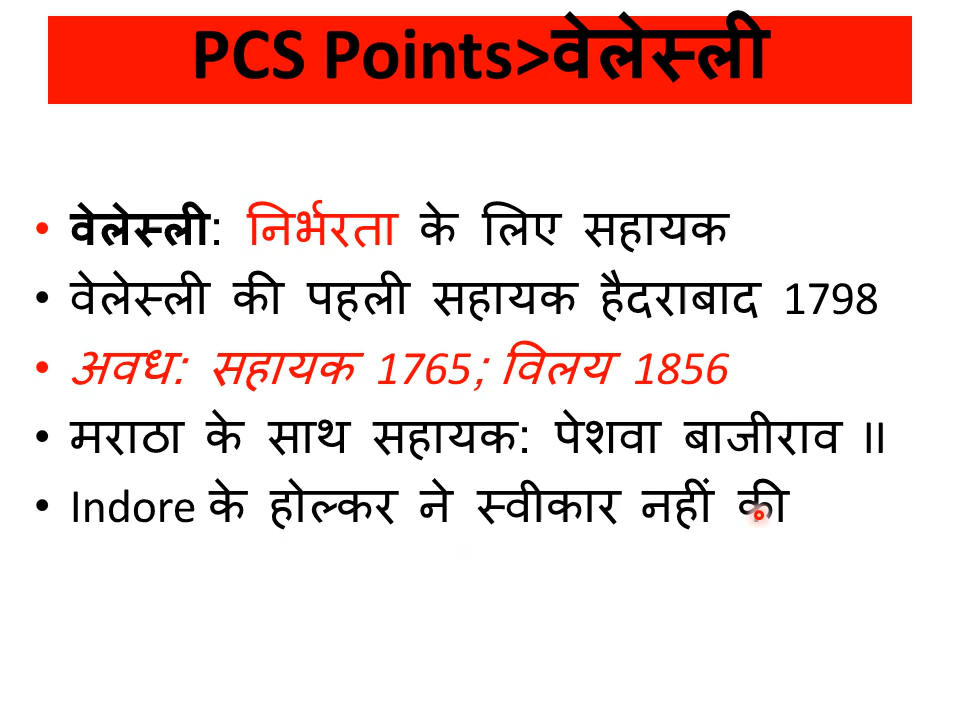 PCS Points>वेलेस्ली
• वेलेस्ली: निर्भरता के लिए सहायक
• वेलेस्ली की पहली सहायक हैदराबाद 1798
• अवध: सहायक 1765; विलय 1856
• मराठा के साथ सहायक: पेशवा बाजीराव II
• Indore के होल्कर ने स्वीकार नहीं की